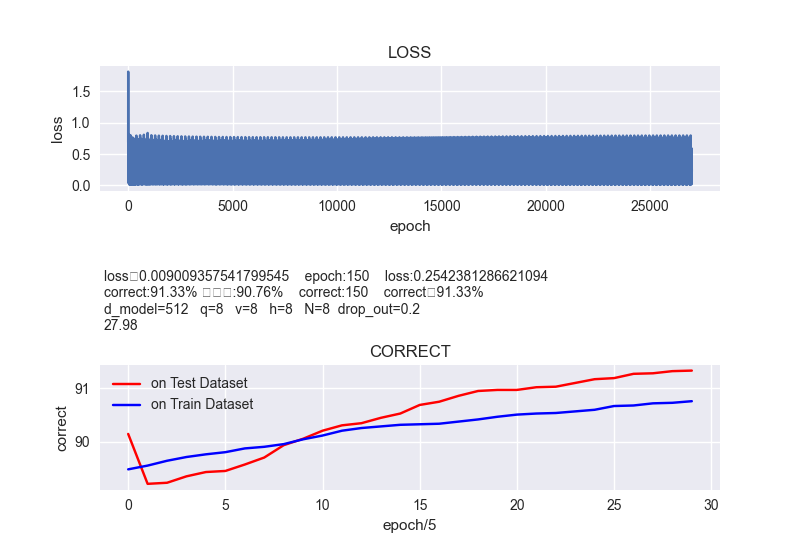 LOSS
1.5
1.0
0.5
0.0
loss
0 5000 10000 15000 20000 25000
epoch
loss□0.009009357541799545 epoch:150 loss:0.2542381286621094
correct:91.33% □□□:90.76% correct:150 correct□91.33%
d_model=512 q=8 v=8 h=8 N=8 drop_out=0.2
27.98
CORRECT
on Test Dataset
on Train Dataset
91
90
correct
0 5 10 15 20 25 30
epoch/5